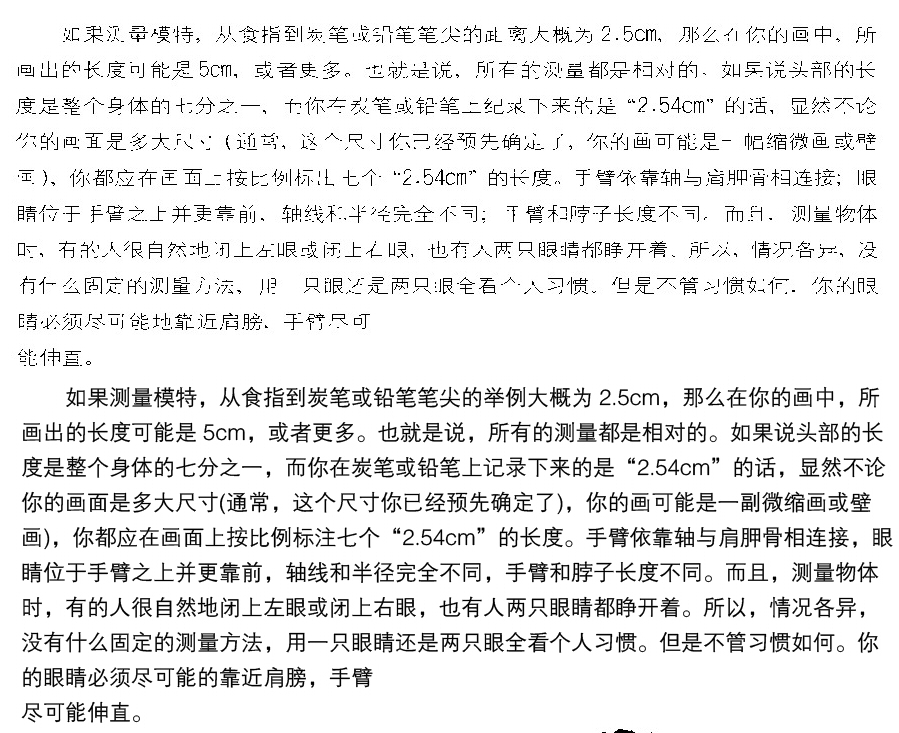 如果测量模特，从食指到炭笔或铅笔笔尖的距离大概为 2.5cm，那么在你的画中，所
画出的长度可能是 5cm，或者更多。也就是说，所有的测量都是相对的。如果说头部的长
度是整个身体的七分之一，而你在炭笔或铅笔上纪录下来的是“2.54cm”的话，显然不论
你的画面是多大尺寸（通常，这个尺寸你已经预先确定了，你的画可能是一幅缩微画或壁
画），你都应在画面上按比例标出七个“2.54cm”的长度。手臂依靠轴与肩胛骨相连接；眼
睛位于手臂之上并更靠前，轴线和半径完全不同；手臂和脖子长度不同。而且，测量物体
时，有的人很自然地闭上左眼或闭上右眼，也有人两只眼睛都睁开着。所以，情况各异，没
有什么固定的测量方法，用一只眼还是两只眼全看个人习惯。但是不管习惯如何，你的眼
睛必须尽可能地靠近肩膀，手臂尽可
能伸直。
如果测量模特，从食指到炭笔或铅笔笔尖的举例大概为 2.5cm，那么在你的画中，所
画出的长度可能是 5cm，或者更多。也就是说，所有的测量都是相对的。如果说头部的长
度是整个身体的七分之一，而你在炭笔或铅笔上记录下来的是“2.54cm”的话，显然不论
你的画面是多大尺寸(通常，这个尺寸你已经预先确定了)，你的画可能是一副微缩画或壁
画)，你都应在画面上按比例标注七个“2.54cm”的长度。手臂依靠轴与肩胛骨相连接，眼
睛位于手臂之上并更靠前，轴线和半径完全不同，手臂和脖子长度不同。而且，测量物体
时，有的人很自然地闭上左眼或闭上右眼，也有人两只眼睛都睁开着。所以，情况各异，
没有什么固定的测量方法，用一只眼睛还是两只眼全看个人习惯。但是不管习惯如何。你
的眼睛必须尽可能的靠近肩膀，手臂
尽可能伸直。